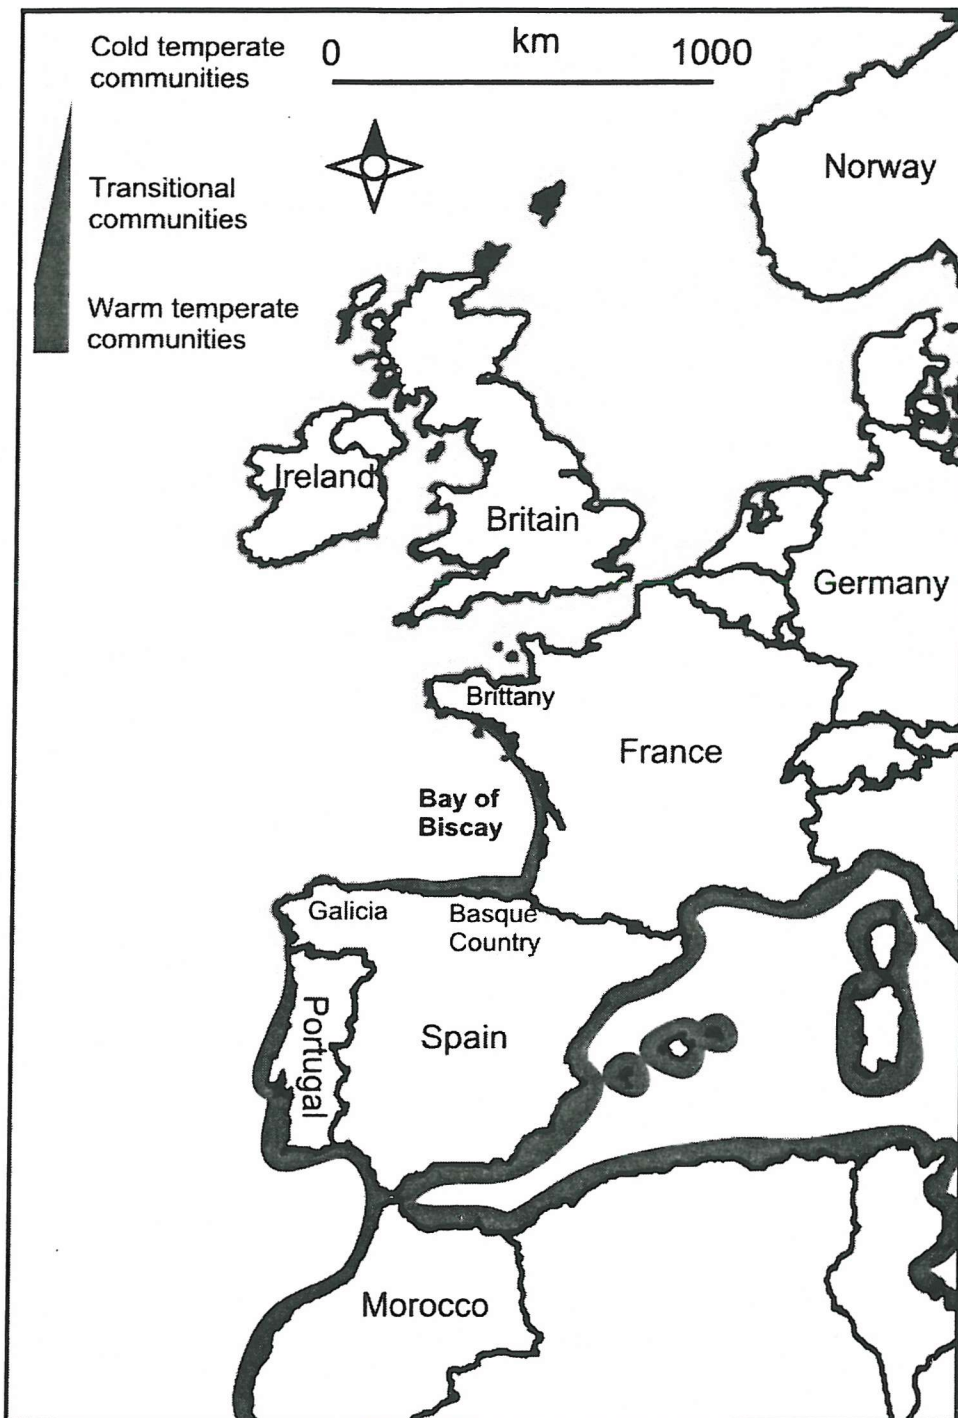 Cold temperate
communities
0 km 1000
Transitional
communities
Norway
Warm temperate
communities
Ireland
Britain
Germany
Brittany
France
Bay of
Biscay
Galicia
Basque
Country
Portugal
Spain
Morocco